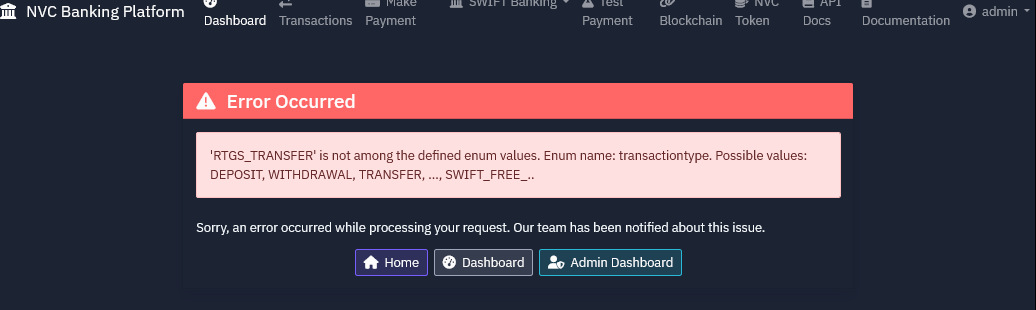 NVC Banking Platform
Dashboard
Transactions
Make
Payment
SWIFT Banking
Test
Payment
Blockchain
NVC
Token
API
Docs
Documentation
admin
Error Occurred
'RTGS_TRANSFER' is not among the defined enum values. Enum name: transactiontype. Possible values:
DEPOSIT, WITHDRAWAL, TRANSFER, ..., SWIFT_FREE_..
Sorry, an error occurred while processing your request. Our team has been notified about this issue.
Home
Dashboard
Admin Dashboard